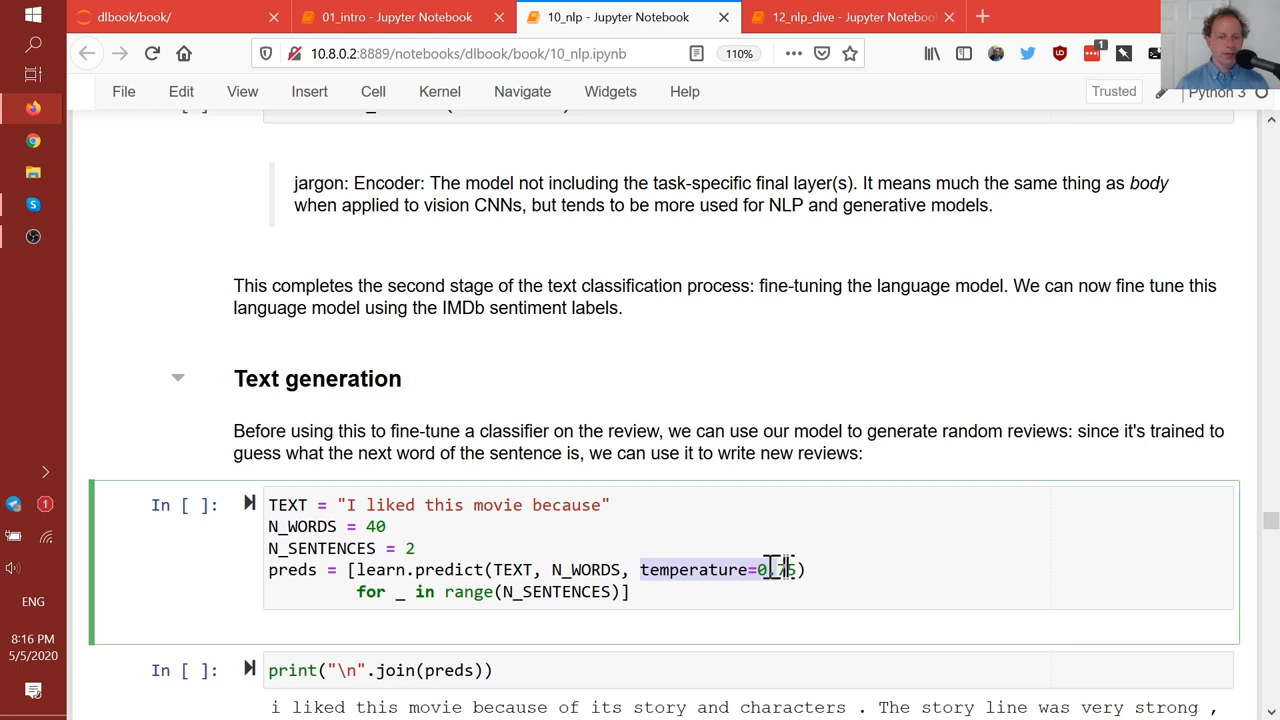 dlbook/book/
01_intro - Jupyter Notebook
10_nlp - Jupyter Notebook
12_nlp_dive - Jupyter Notebook
10.8.0.2:8889/notebooks/dlbook/book/10_nlp.ipynb
110%
1
File Edit View Insert Cell Kernel Navigate Widgets Help
Trusted
Python 3
jargon: Encoder: The model not including the task-specific final layer(s). It means much the same thing as body
when applied to vision CNNs, but tends to be more used for NLP and generative models.
This completes the second stage of the text classification process: fine-tuning the language model. We can now fine tune this
language model using the IMDb sentiment labels.
Text generation
Before using this to fine-tune a classifier on the review, we can use our model to generate random reviews: since it's trained to
guess what the next word of the sentence is, we can use it to write new reviews:
In [ ]:
TEXT = "I liked this movie because"
N_WORDS = 40
N_SENTENCES = 2
preds = [learn.predict(TEXT, N_WORDS, temperature=0.75)
for _ in range(N_SENTENCES)]
In [ ]:
print("\n".join(preds))
i liked this movie because of its story and characters . The story line was very strong ,
1
ENG
8:16 PM
5/5/2020